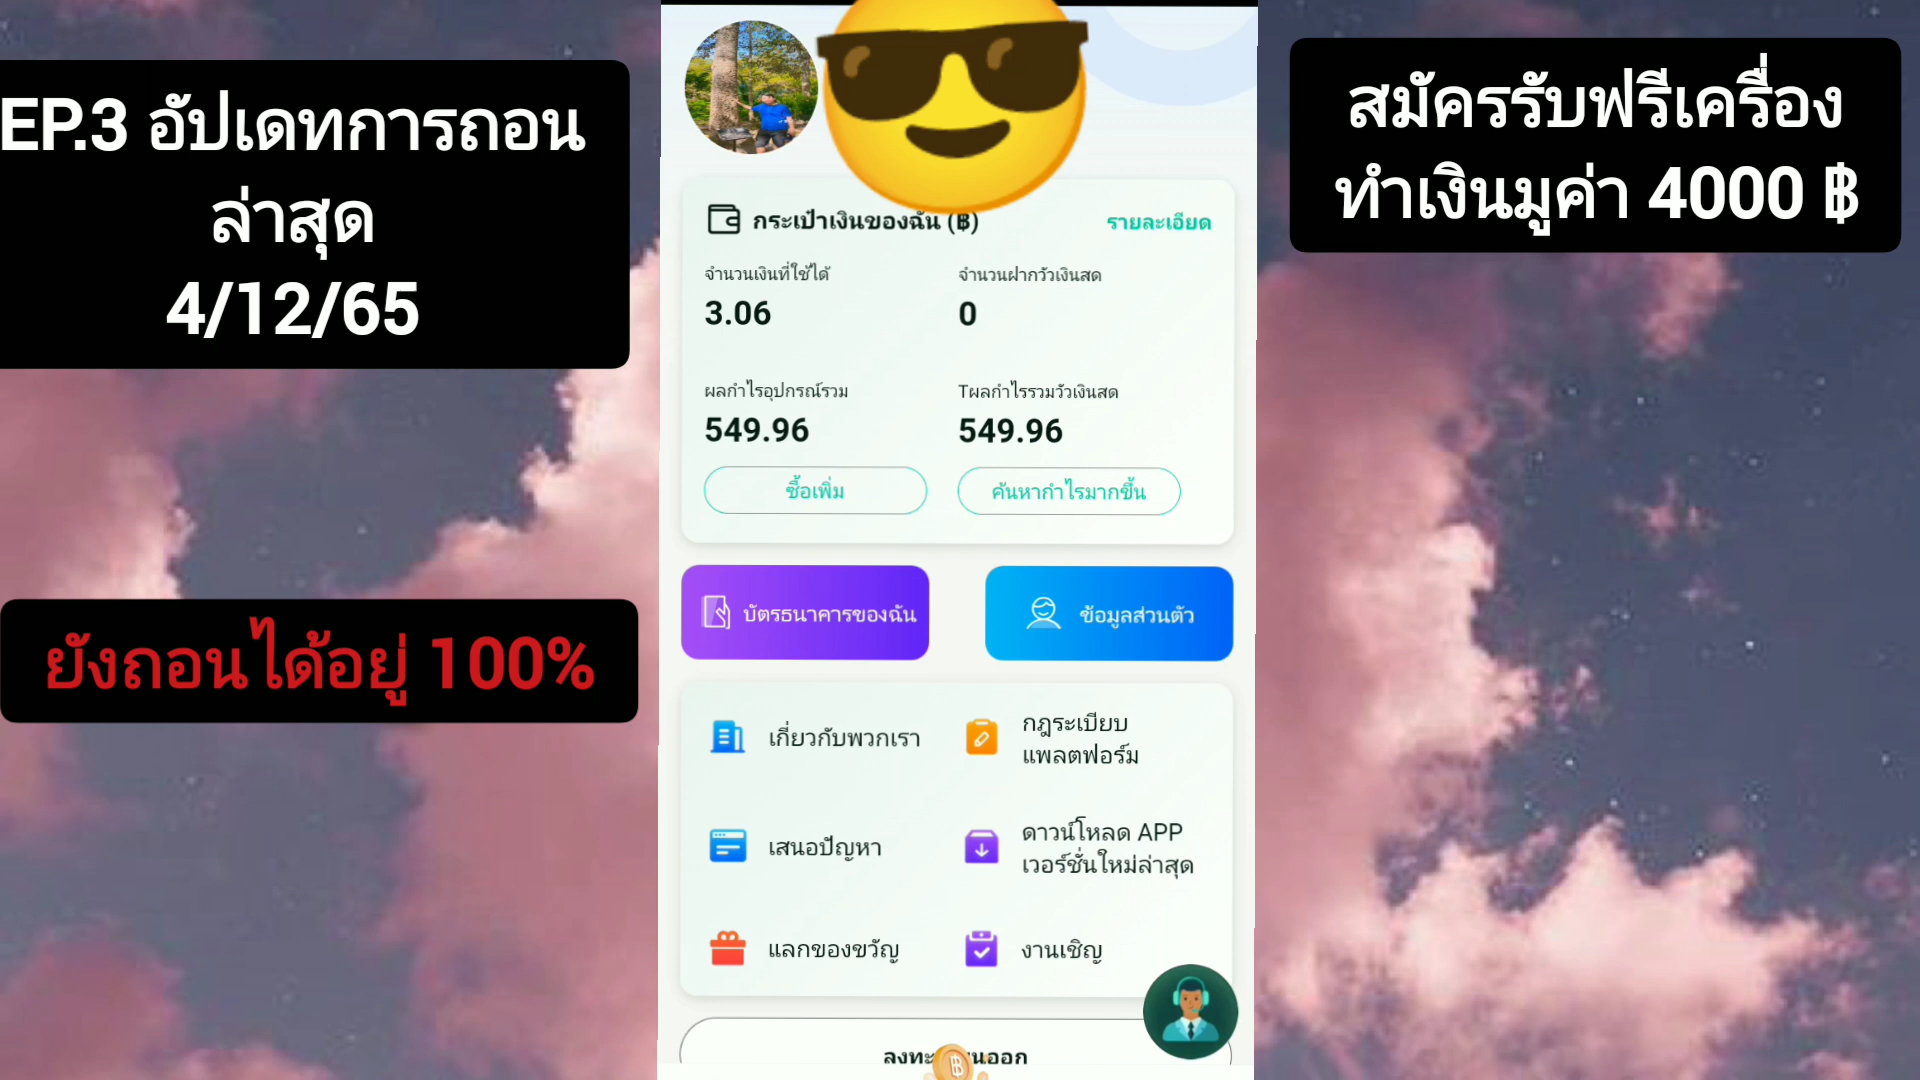 EP.3 อัปเดทการถอน
ล่าสุด
4/12/65
ยังถอนได้อยู่ 100%
กระเป๋าเงินของฉัน (฿)
รายละเอียด
จำนวนเงินที่ใช้ได้
จำนวนฝากวัวเงินสด
3.06
0
ผลกำไรอุปกรณ์รวม
Tผลกำไรรวมวัวเงินสด
549.96
549.96
ซื้อเพิ่ม
ค้นหากำไรมากขึ้น
บัตรธนาคารของฉัน
ข้อมูลส่วนตัว
เกี่ยวกับพวกเรา
กฎระเบียบ
แพลตฟอร์ม
เสนอปัญหา
ดาวน์โหลด APP
เวอร์ชั่นใหม่ล่าสุด
แลกของขวัญ
งานเชิญ
สมัครรับฟรีเครื่อง
ทำเงินมูค่า 4000 ฿